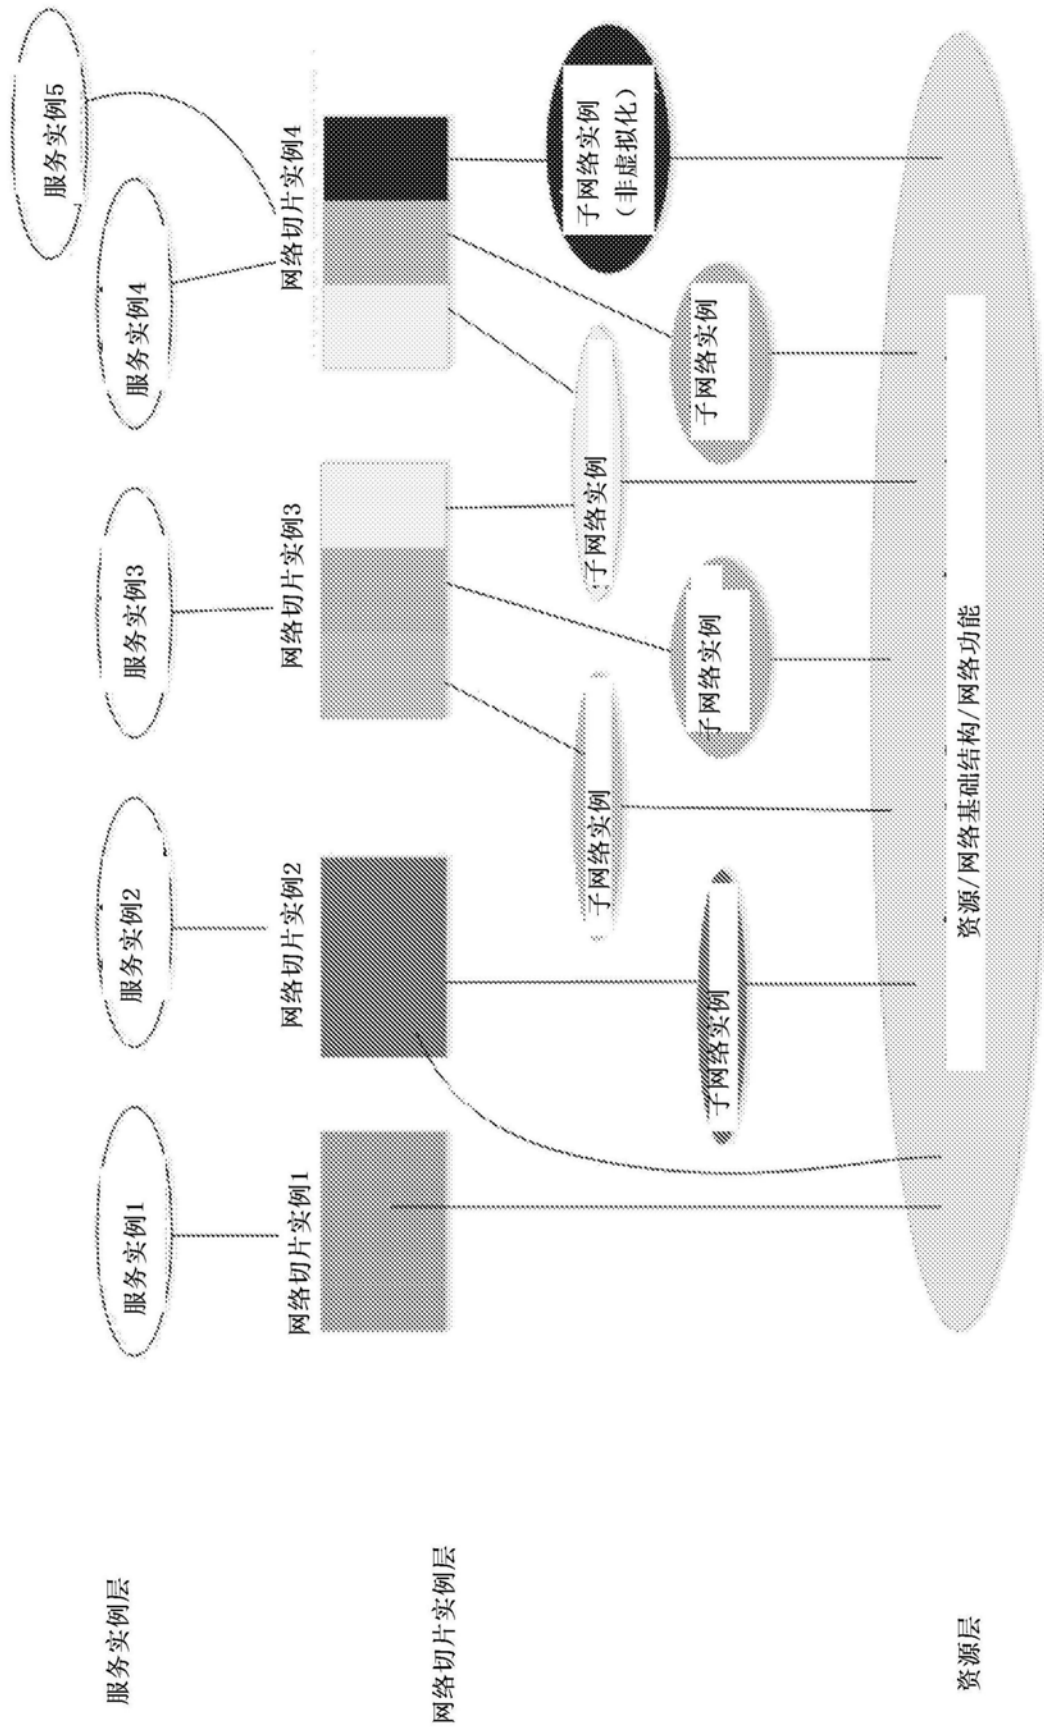 服务实例层
服务实例1
服务实例2
服务实例3
服务实例4
服务实例5
网络切片实例层
网络切片实例1
网络切片实例2
网络切片实例3
网络切片实例4
子网络实例
子网络实例
子网络实例
(非虚拟化)
子网络实例
子网络实例
子网络实例
资源层
资源/网络基础结构/网络功能